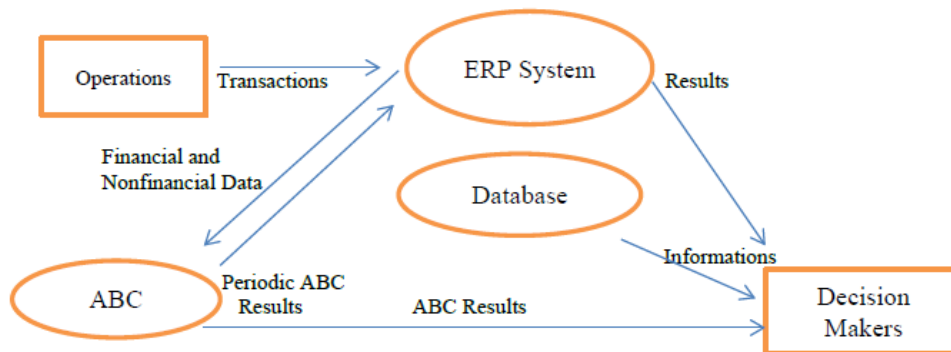 Operations
Transactions
ERP System
Results
Financial and
Nonfinancial Data
Database
Informations
ABC
Periodic ABC
Results
ABC Results
Decision
Makers